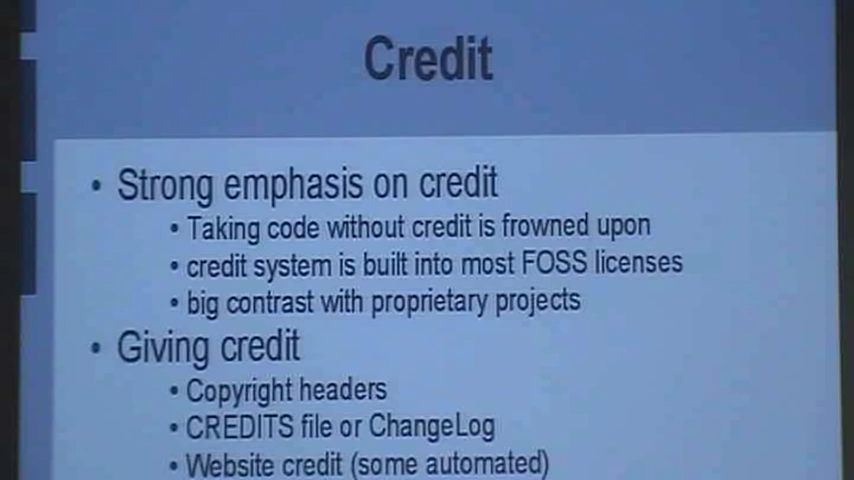 Credit
• Strong emphasis on credit
• Taking code without credit is frowned upon
• credit system is built into most FOSS licenses
• big contrast with proprietary projects
• Giving credit
• Copyright headers
• CREDITS file or ChangeLog
• Website credit (some automated)